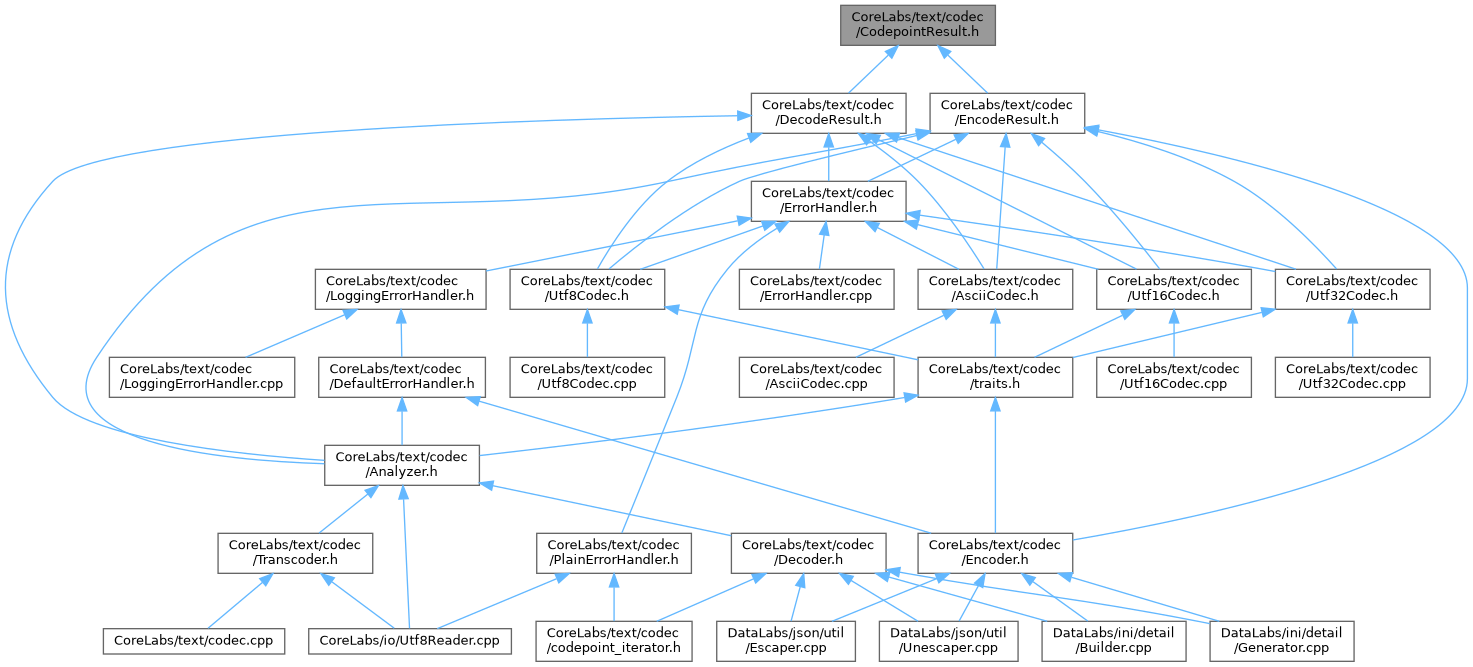 CoreLabs/text/codec
/CodepointResult.h
CoreLabs/text/codec
/DecodeResult.h
CoreLabs/text/codec
/EncodeResult.h
CoreLabs/text/codec
/ErrorHandler.h
CoreLabs/text/codec
/LoggingErrorHandler.h
CoreLabs/text/codec
/Utf8Codec.h
CoreLabs/text/codec
/ErrorHandler.cpp
CoreLabs/text/codec
/AsciiCodec.h
CoreLabs/text/codec
/Utf16Codec.h
CoreLabs/text/codec
/Utf32Codec.h
CoreLabs/text/codec
/LoggingErrorHandler.cpp
CoreLabs/text/codec
/DefaultErrorHandler.h
CoreLabs/text/codec
/Utf8Codec.cpp
CoreLabs/text/codec
/AsciiCodec.cpp
CoreLabs/text/codec
/traits.h
CoreLabs/text/codec
/Utf16Codec.cpp
CoreLabs/text/codec
/Utf32Codec.cpp
CoreLabs/text/codec
/Analyzer.h
CoreLabs/text/codec
/Transcoder.h
CoreLabs/text/codec
/PlainErrorHandler.h
CoreLabs/text/codec
/Decoder.h
CoreLabs/text/codec
/Encoder.h
CoreLabs/text/codec.cpp
CoreLabs/io/Utf8Reader.cpp
CoreLabs/text/codec
/codepoint_iterator.h
DataLabs/json/util
/Escaper.cpp
DataLabs/json/util
/Unescaper.cpp
DataLabs/ini/detail
/Builder.cpp
DataLabs/ini/detail
/Generator.cpp